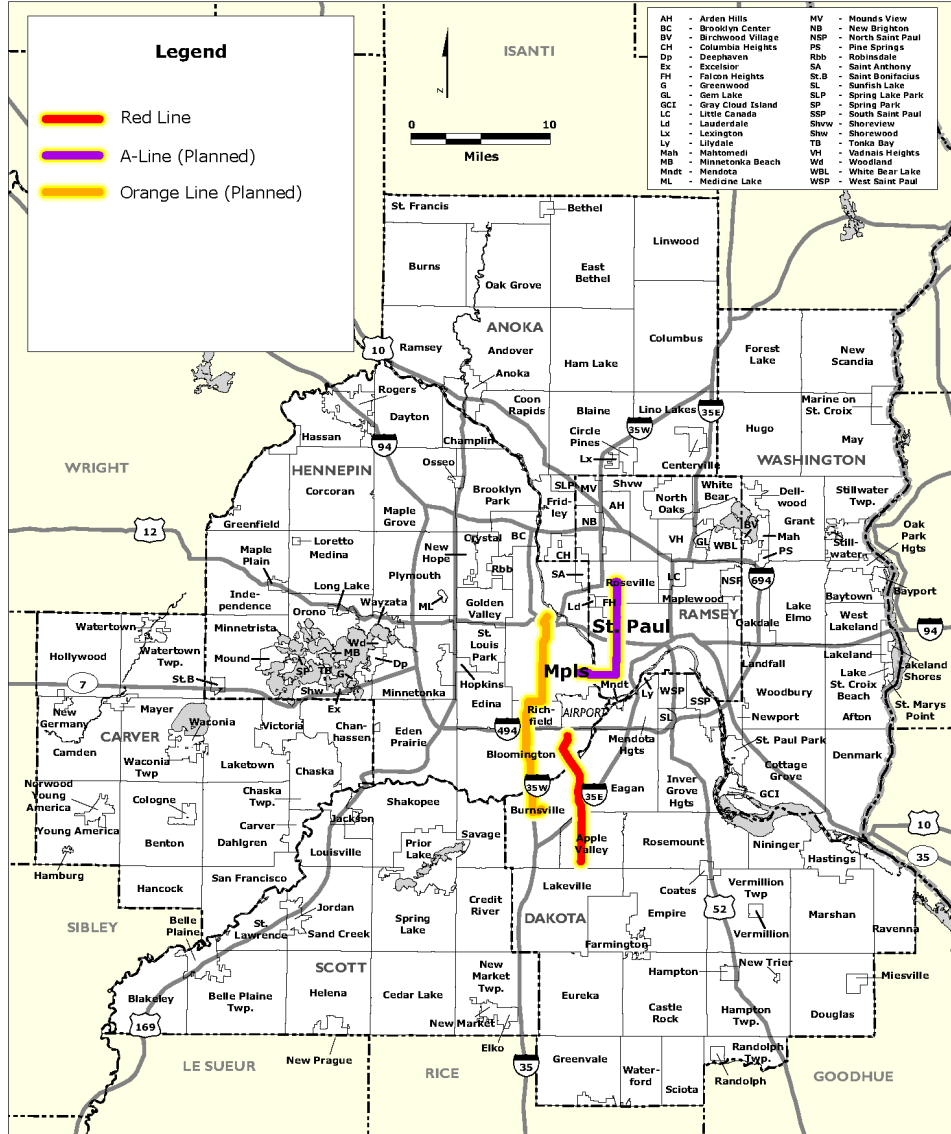 Legend
Red Line
A-Line (Planned)
Orange Line (Planned)
ISANTI
N
0 10
Miles
AH - Arden Hills
BC - Brooklyn Center
BV - Birchwood Village
CH - Columbia Heights
Dp - Deephaven
Ex - Excelsior
FH - Falcon Heights
G - Greenwood
GL - Gem Lake
GCI - Gray Cloud Island
LC - Little Canada
Ld - Lauderdale
Lx - Lexington
Ly - Lilydale
Mah - Mahtomedi
MB - Minnetonka Beach
Mndt - Mendota
ML - Medicine Lake
MV - Mounds View
NB - New Brighton
NSP - North Saint Paul
PS - Pine Springs
Rbb - Robinsdale
SA - Saint Anthony
St.B - Saint Bonifacius
SL - Sunfish Lake
SLP - Spring Lake Park
SP - Spring Park
SSP - South Saint Paul
Shvw - Shoreview
Shw - Shorewood
TB - Tonka Bay
VH - Vadnais Heights
Wd - Woodland
WBL - White Bear Lake
WSP - West Saint Paul
St. Francis
Bethel
Linwood
Burns
East
Bethel
Oak Grove
ANOKA
Columbus
10
Ramsey
Andover
Ham Lake
Forest
Lake
New
Scandia
Anoka
Rogers
Dayton
Coon
Rapids
Blaine
Lino Lakes
35E
35W
Marine on
St. Croix
Hassan
94
Champlin
Circle
Pines
Lx
Centerville
Hugo
May
WASHINGTON
WRIGHT
HENNEPIN
Corcoran
Osseo
Brooklyn
Park
SLP
MV
Shvw
Frid-
ley
AH
North
Oaks
White
Bear
Dell-
wood
Stillwater
Twp.
Greenfield
Maple
Grove
12
NB
BV
Grant
Oak
Park
Hgts
Loretto
Medina
New
Hope
Crystal
BC
CH
VH
GL
WBL
Mah
PS
Still-
water
Maple
Plain
Long Lake
Plymouth
Rbb
SA
Roseville
LC
NSP
694
Bayport
Inde-
pendence
Orono
Wayzata
ML
Golden
Valley
Ld
FH
Maplewood
RAMSEY
Baytown
Lake
Elmo
West
Lakeland
Watertown
Minnetrista
St. Paul
Oakdale
94
Hollywood
Watertown
Twp.
Mound
Wd
MB
SP
TB
G
Dp
St.
Louis
Park
Mpls
Landfall
Lakeland
Lakeland
Shores
7
St.B
Shw
Ex
Minnetonka
Hopkins
Mndt
Ly
WSP
SSP
Woodbury
Lake
St. Croix
Beach
New
Germany
Mayer
Waconia
Victoria
Chan-
hassen
Edina
Rich-
field
AIRPORT
SL
Newport
Afton
St. Marys
Point
CARVER
Camden
Waconia
Twp
Laketown
Eden
Prairie
494
Bloomington
Mendota
Hgts
St. Paul Park
Denmark
Chaska
Cottage
Grove
Norwood
Young
America
Cologne
Chaska
Twp.
Shakopee
35W
35E
Eagan
Inver
Grove
Hgts
GCI
Young America
Carver
Jackson
Burnsville
10
Benton
Dahlgren
Louisville
Prior
Lake
Savage
Apple
Valley
Rosemount
Nininger
35
Hamburg
Hastings
Hancock
San Francisco
Lakeville
Coates
Vermillion
Twp
SIBLEY
Belle
Plaine
St.
Lawrence
Jordan
Sand Creek
Spring
Lake
Credit
River
DAKOTA
Empire
52
Vermillion
Marshan
Ravenna
Farmington
SCOTT
New
Market
Twp.
Hampton
New Trier
Miesville
Blakeley
Belle Plaine
Twp.
Helena
Cedar Lake
Eureka
Castle
Rock
Hampton
Twp.
Douglas
169
New Market
Elko
New Prague
LE SUEUR
RICE
35
Greenvale
Water-
ford
Sciota
Randolph
Twp.
Randolph
GOODHUE